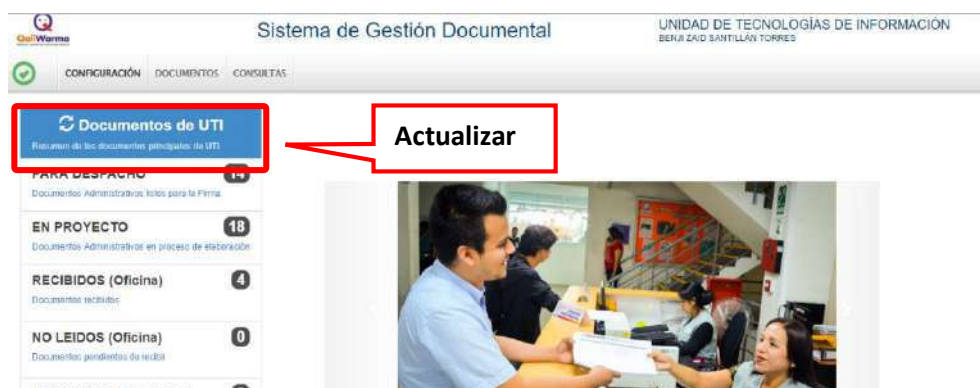 QaliWarma
Sistema de Gestión Documental
UNIDAD DE TECNOLOGÍAS DE INFORMACIÓN
BENJI ZAID SANTILLÁN TORRES
CONFIGURACIÓN DOCUMENTOS CONSULTAS
Documentos de UTI
Resumen de los documentos principales de UTI
Actualizar
PARA DESPACHO 14
Documentos Administrativos listos para la Firma
EN PROYECTO 18
Documentos Administrativos en proceso de elaboración
RECIBIDOS (Oficina) 4
Documentos recibidos
NO LEIDOS (Oficina) 0
Documentos pendientes de recibir